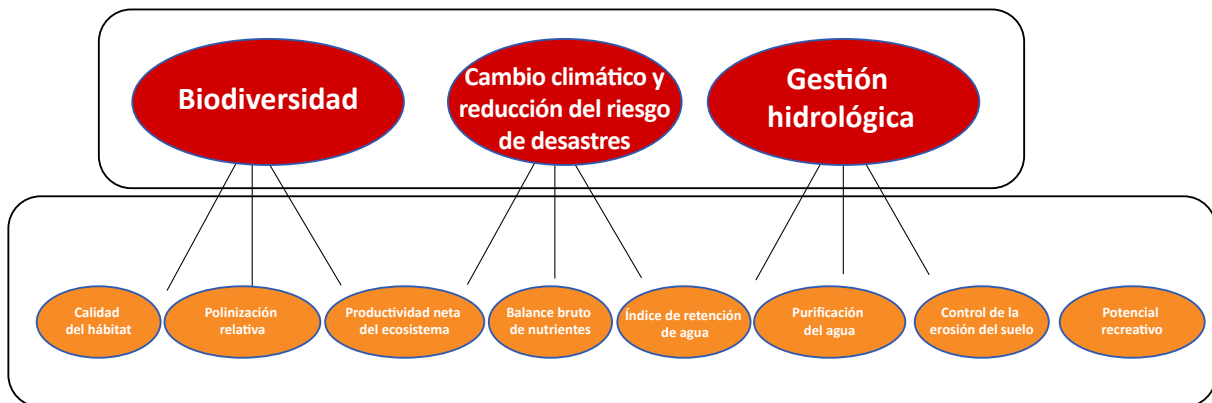 Biodiversidad
Cambio climático y
reducción del riesgo
de desastres
Gestión
hidrológica
Calidad
del hábitat
Polinización
relativa
Productividad neta
del ecosistema
Balance bruto
de nutrientes
Índice de retención
de agua
Purificación
del agua
Control de la
erosión del suelo
Potencial
recreativo